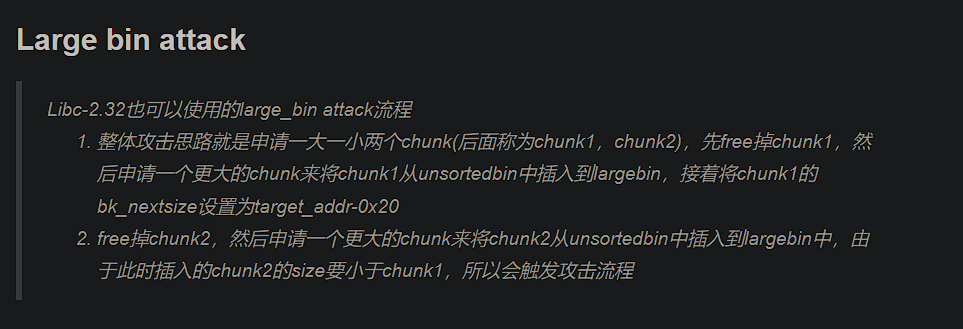 Large bin attack
Libc-2.32也可以使用的large_bin attack流程
1. 整体攻击思路就是申请一大一小两个chunk(后面称为chunk1，chunk2)，先free掉chunk1，然
后申请一个更大的chunk来将chunk1从unsortedbin中插入到largebin，接着将chunk1的
bk_nextsize设置为target_addr-0x20
2. free掉chunk2，然后申请一个更大的chunk来将chunk2从unsortedbin中插入到largebin中，由
于此时插入的chunk2的size要小于chunk1，所以会触发攻击流程